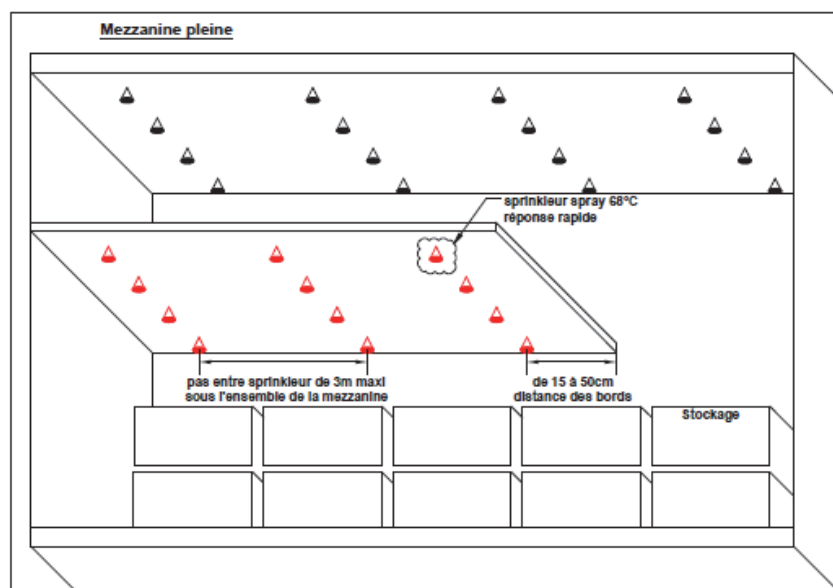 Mezzanine pleine
sprinkleur spray 68°C
réponse rapide
pas entre sprinkleur de 3m maxi
sous l'ensemble de la mezzanine
de 15 à 50cm
distance des bords
Stockage